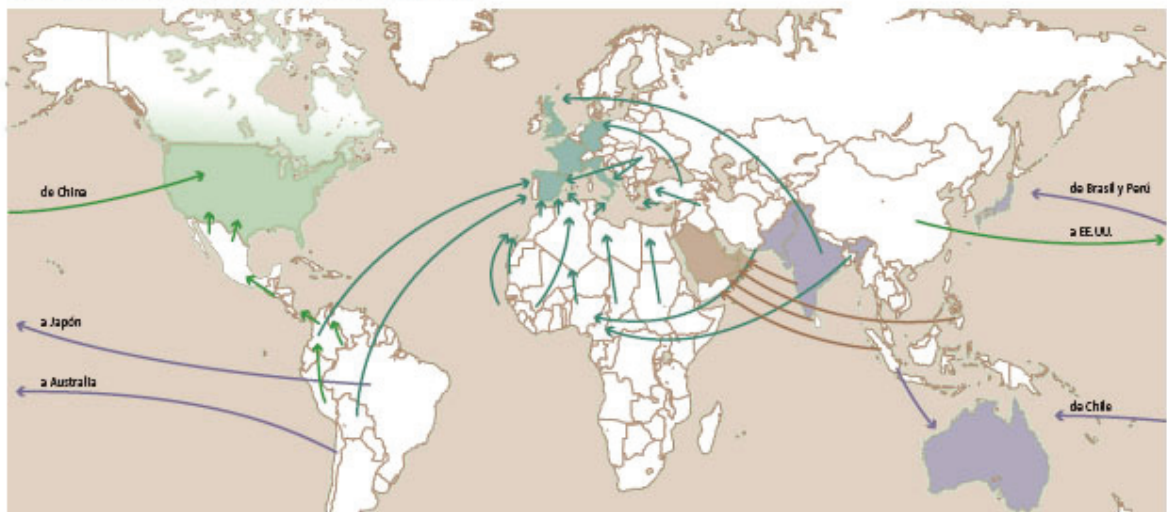 de China
de Brasil y Perú
a EE.UU.
a Japón
a Australia
de Chile